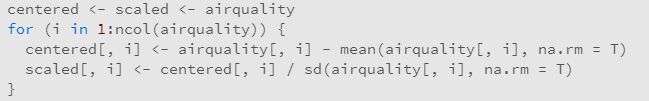 centered <- scaled <- airquality
for (i in 1:ncol(airquality)) {
  centered[, i] <- airquality[, i] - mean(airquality[, i], na.rm = T)
  scaled[, i] <- centered[, i] / sd(airquality[, i], na.rm = T)
}